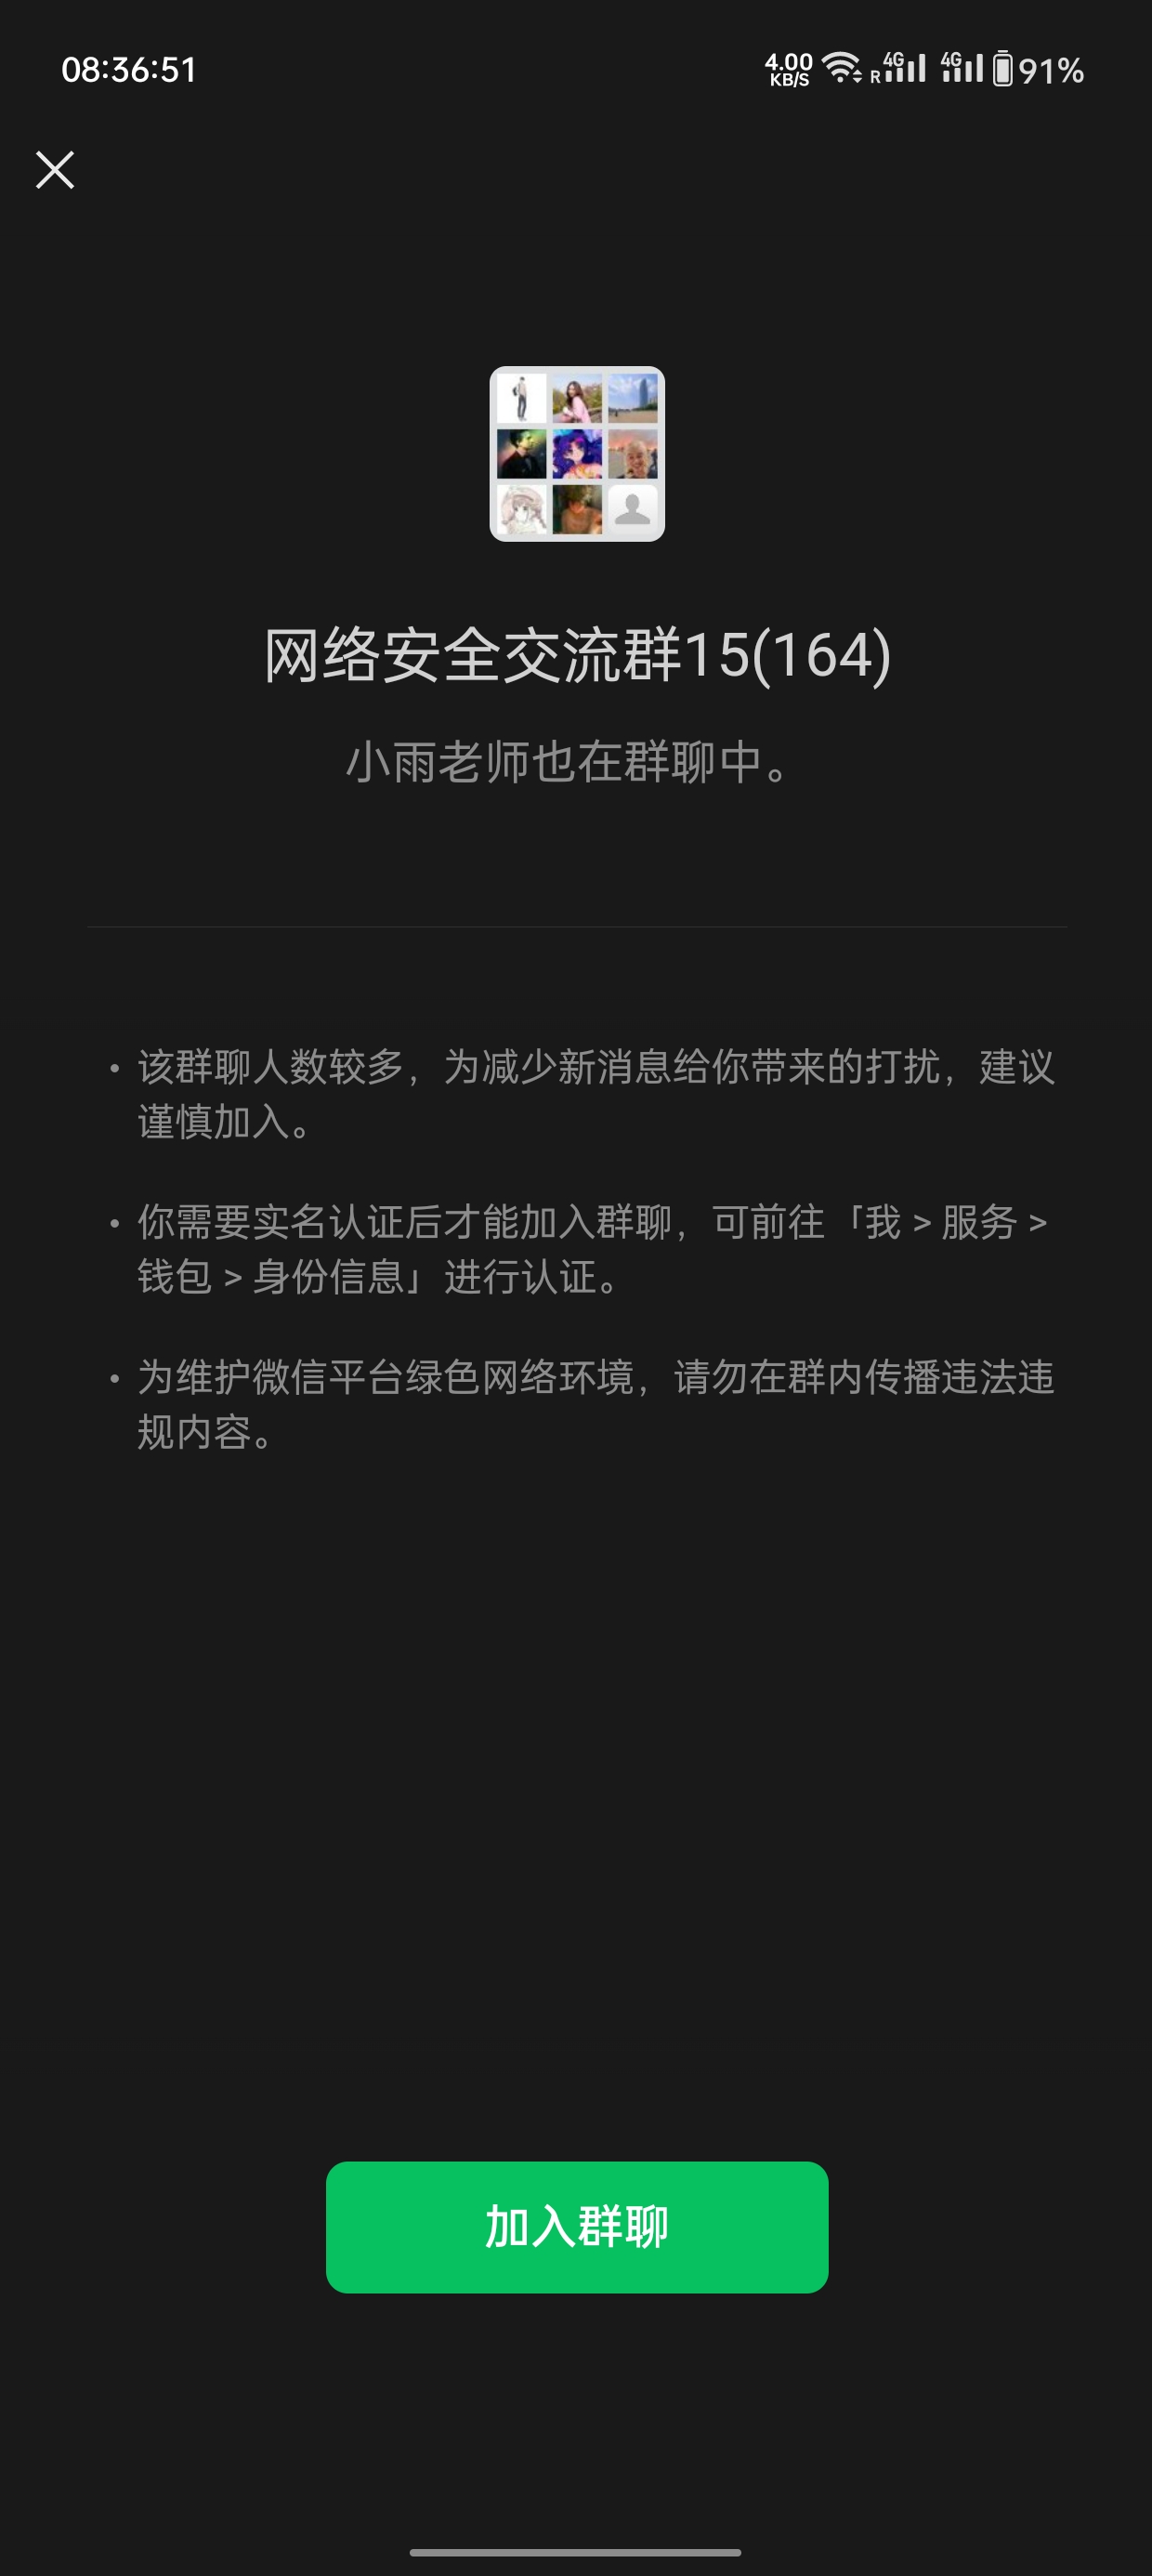 08:36:51
4.00
KB/S
R
4G
4G
91%
网络安全交流群15(164)
小雨老师也在群聊中。
• 该群聊人数较多，为减少新消息给你带来的打扰，建议
谨慎加入。
• 你需要实名认证后才能加入群聊，可前往「我 > 服务 >
钱包 > 身份信息」进行认证。
• 为维护微信平台绿色网络环境，请勿在群内传播违法违
规内容。
加入群聊